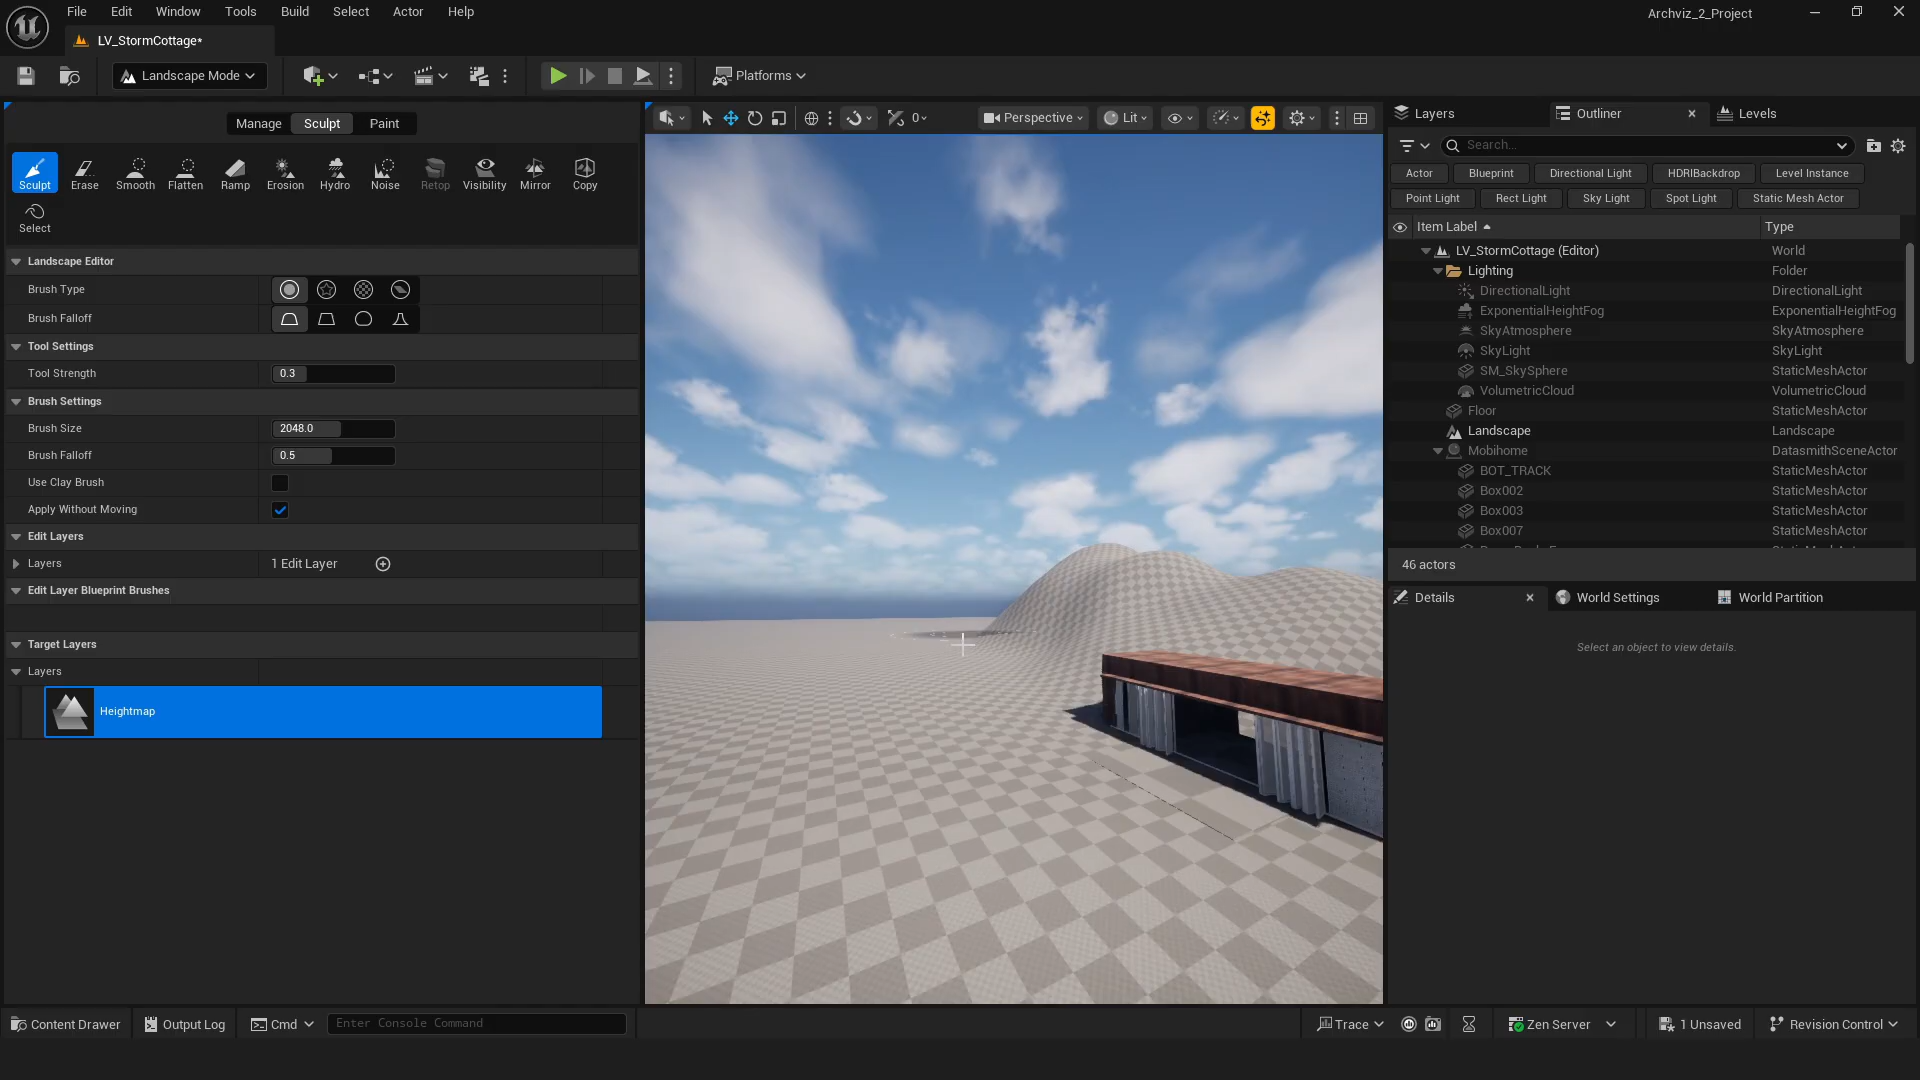 File Edit Window Tools Build Select Actor Help
Archviz_2_Project
LV_StormCottage*
Landscape Mode
Platforms
Manage Sculpt Paint
Sculpt Erase Smooth Flatten Ramp Erosion Hydro Noise Retop Visibility Mirror Copy
Select
Landscape Editor
Brush Type
Brush Falloff
Tool Settings
Tool Strength 0.3
Brush Settings
Brush Size 2048.0
Brush Falloff 0.5
Use Clay Brush
Apply Without Moving
Edit Layers
Layers 1 Edit Layer
Edit Layer Blueprint Brushes
Target Layers
Layers
Heightmap
0 Perspective Lit
Layers Outliner Levels
Search...
Actor Blueprint Directional Light HDRIBackdrop Level Instance
Point Light Rect Light Sky Light Spot Light Static Mesh Actor
Item Label Type
LV_StormCottage (Editor) World
Lighting Folder
DirectionalLight DirectionalLight
ExponentialHeightFog ExponentialHeightFog
SkyAtmosphere SkyAtmosphere
SkyLight SkyLight
SM_SkySphere StaticMeshActor
VolumetricCloud VolumetricCloud
Floor StaticMeshActor
Landscape Landscape
Mobihome DatasmithSceneActor
BOT_TRACK StaticMeshActor
Box002 StaticMeshActor
Box003 StaticMeshActor
Box007 StaticMeshActor
46 actors
Details World Settings World Partition
Select an object to view details.
Content Drawer Output Log Cmd Enter Console Command
Trace Zen Server 1 Unsaved Revision Control